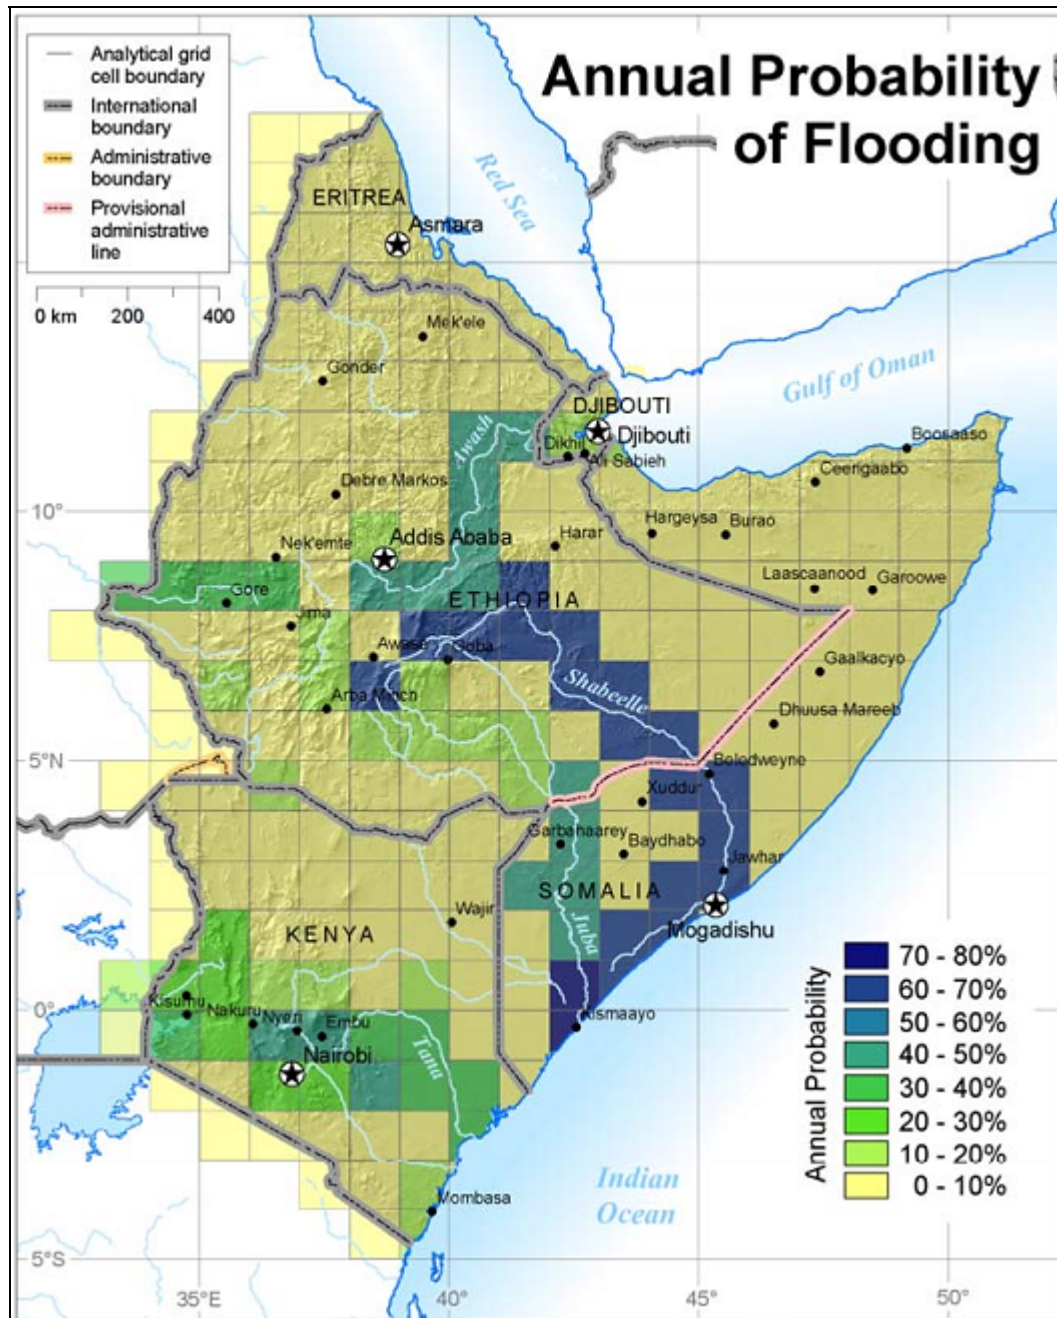 Annual Probability
of Flooding
Analytical grid
cell boundary
International
boundary
Administrative
boundary
Provisional
administrative
line
0 km 200 400
Red Sea
ERITREA
Asmara
Mek'ele
Gonder
Gulf of Oman
DJIBOUTI
Djibouti
Dikhil
Ali Sabieh
Awash
Boosaaso
Ceerigaabo
Debre Markos
10°
Addis Ababa
Harar
Hargeysa
Burao
Nek'emte
Laascaanood
Garoowe
Gore
ETHIOPIA
Jima
Awasa
Goba
Gaalkacyo
Shabeelle
Arba Minch
Dhuusa Mareeb
5°N
Bolodweyne
Xuddur
Garbahaarey
Baydhabo
Jawhar
SOMALIA
Wajir
Juba
Mogadishu
KENYA
Kisumu
Nakuru
Nyeri
Embu
0°
Kismaayo
Nairobi
Tana
Mombasa
Indian
Ocean
Annual Probability
70 - 80%
60 - 70%
50 - 60%
40 - 50%
30 - 40%
20 - 30%
10 - 20%
0 - 10%
5°S
35°E 40° 45° 50°